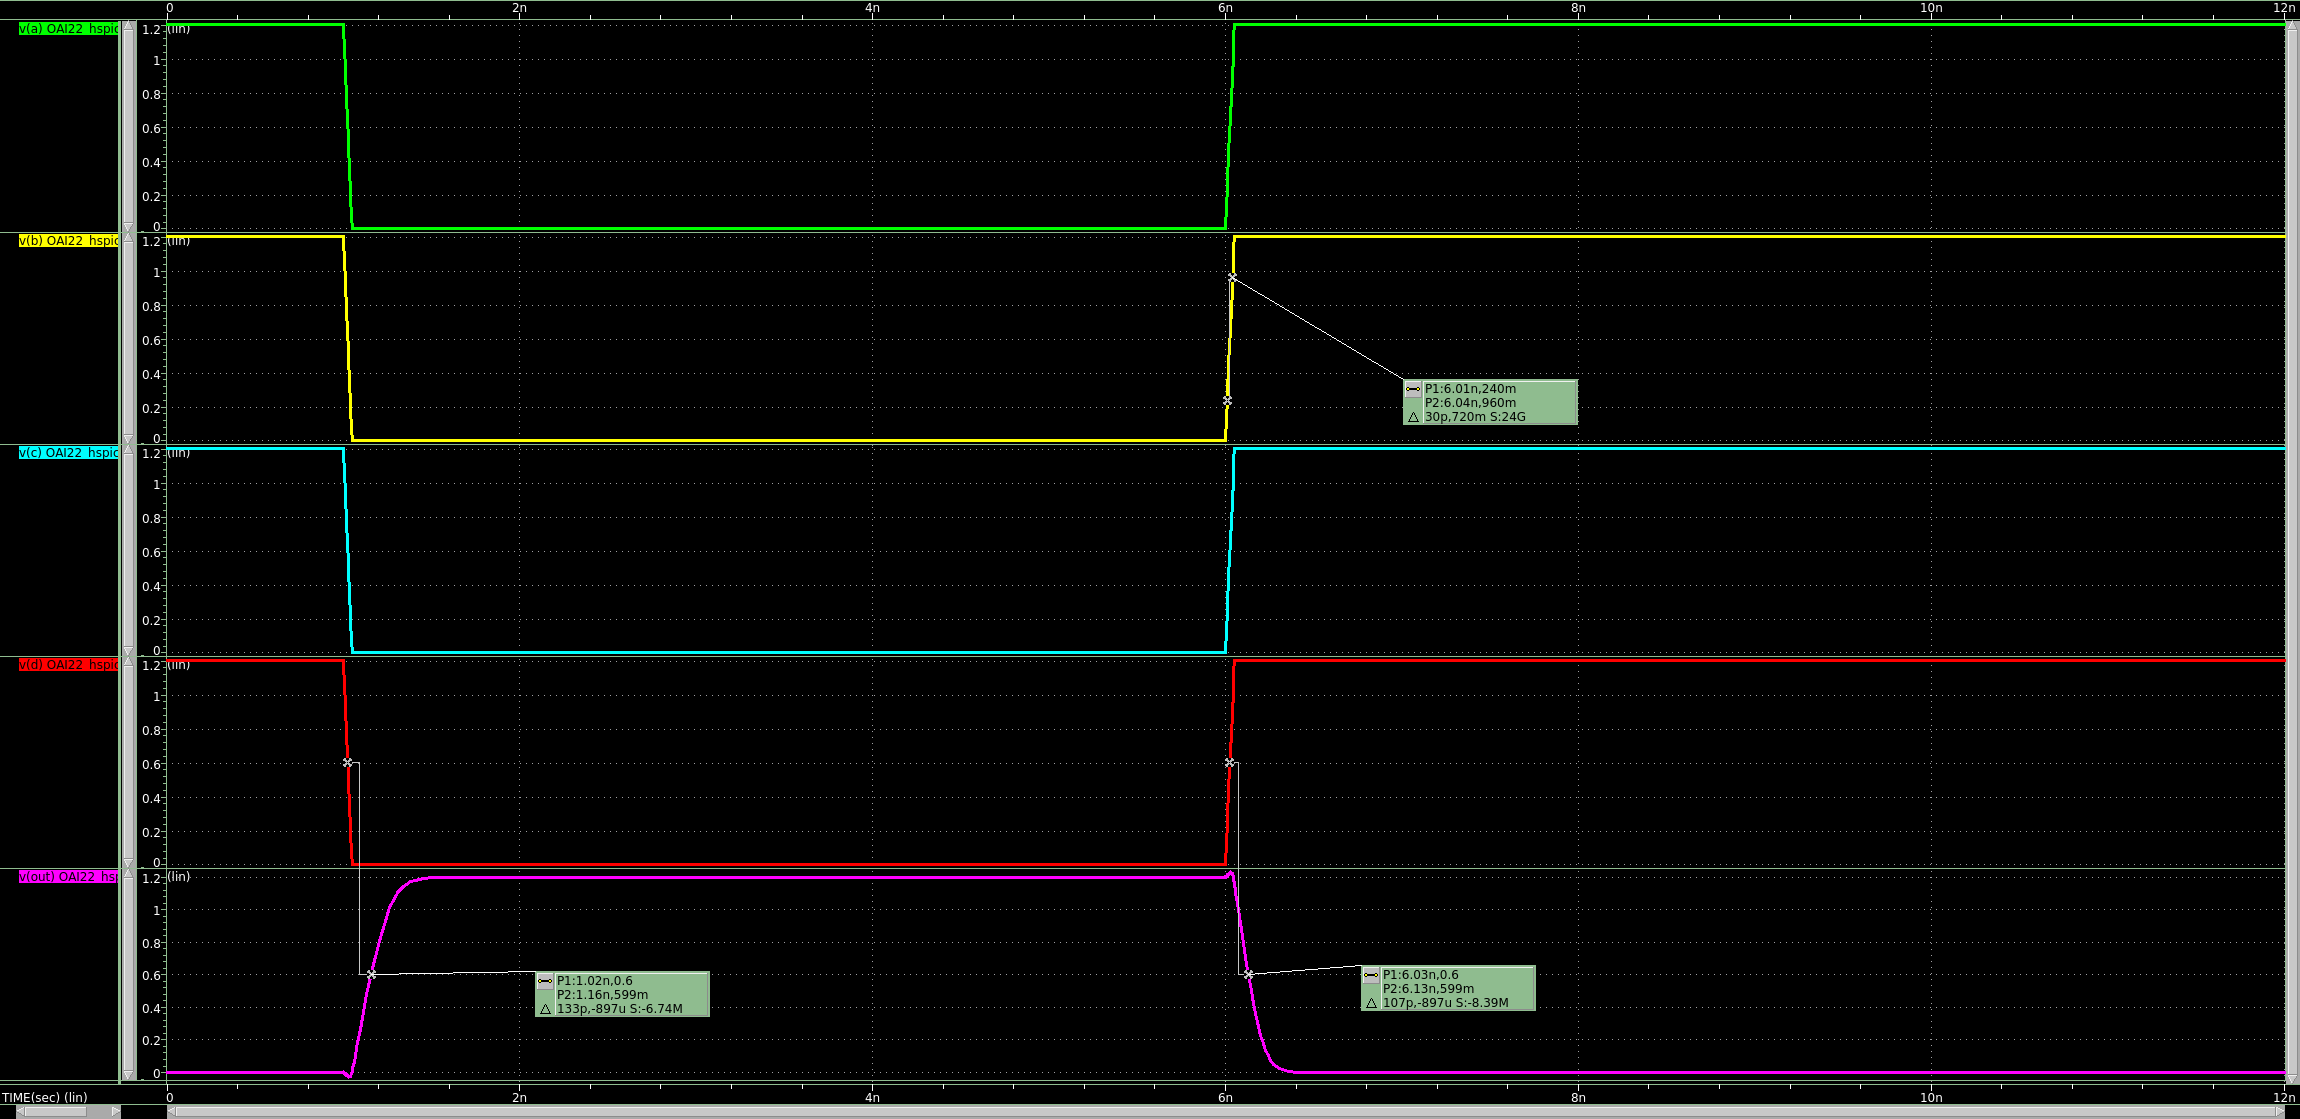 0 2n 4n 6n 8n 10n 12n
v(a) OAI22_hspic
(lin)
1.2
1
0.8
0.6
0.4
0.2
0
v(b) OAI22_hspic
(lin)
1.2
1
0.8
0.6
0.4
0.2
0
P1:6.01n,240m
P2:6.04n,960m
△ 30p,720m S:24G
v(c) OAI22_hspic
(lin)
1.2
1
0.8
0.6
0.4
0.2
0
v(d) OAI22_hspic
(lin)
1.2
1
0.8
0.6
0.4
0.2
0
v(out) OAI22_hsp
(lin)
1.2
1
0.8
0.6
0.4
0.2
0
P1:1.02n,0.6
P2:1.16n,599m
△ 133p,-897u S:-6.74M
P1:6.03n,0.6
P2:6.13n,599m
△ 107p,-897u S:-8.39M
TIME(sec) (lin)
0 2n 4n 6n 8n 10n 12n